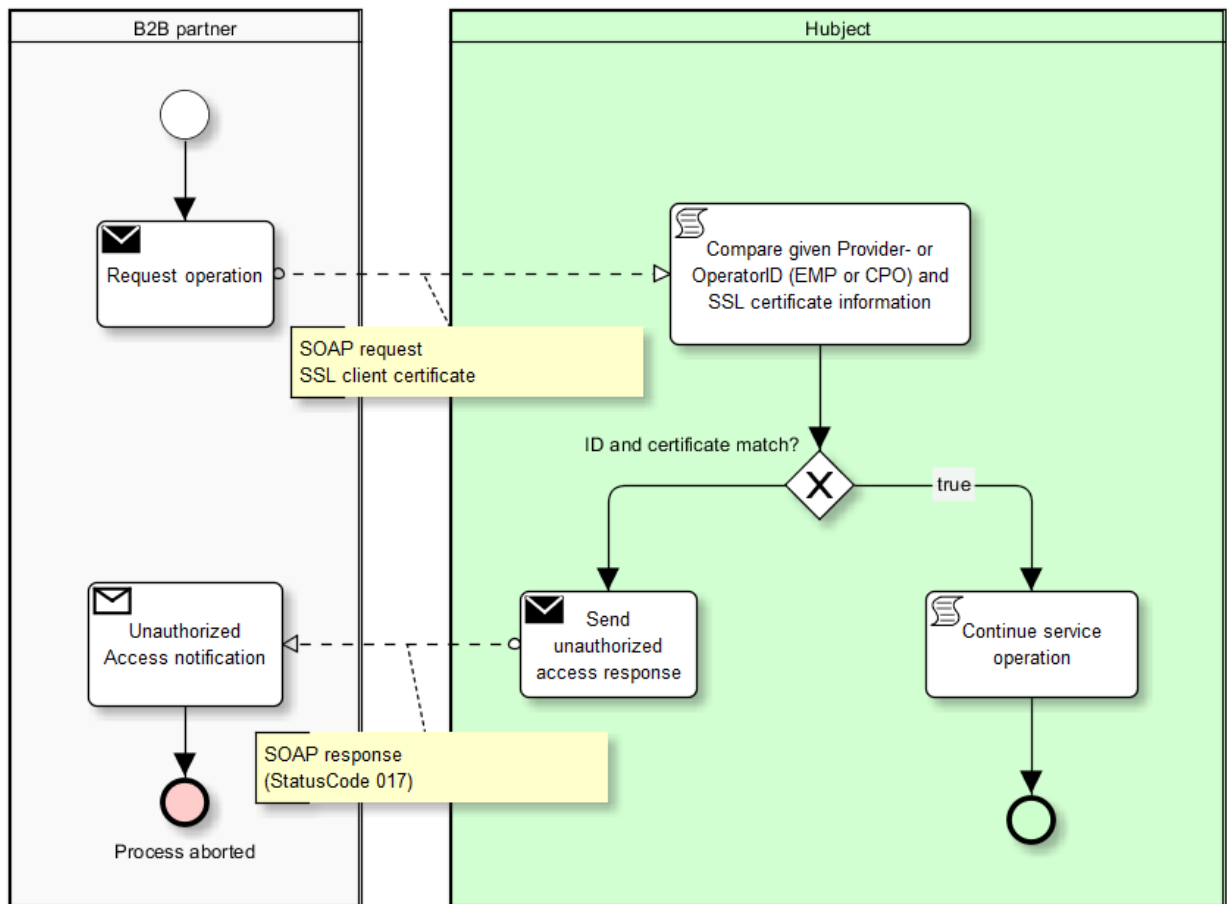 B2B partner
Hubject
Request operation
Compare given Provider- or
OperatorID (EMP or CPO) and
SSL certificate information
SOAP request
SSL client certificate
ID and certificate match?
true
Unauthorized
Access notification
Send
unauthorized
access response
Continue service
operation
SOAP response
(StatusCode 017)
Process aborted